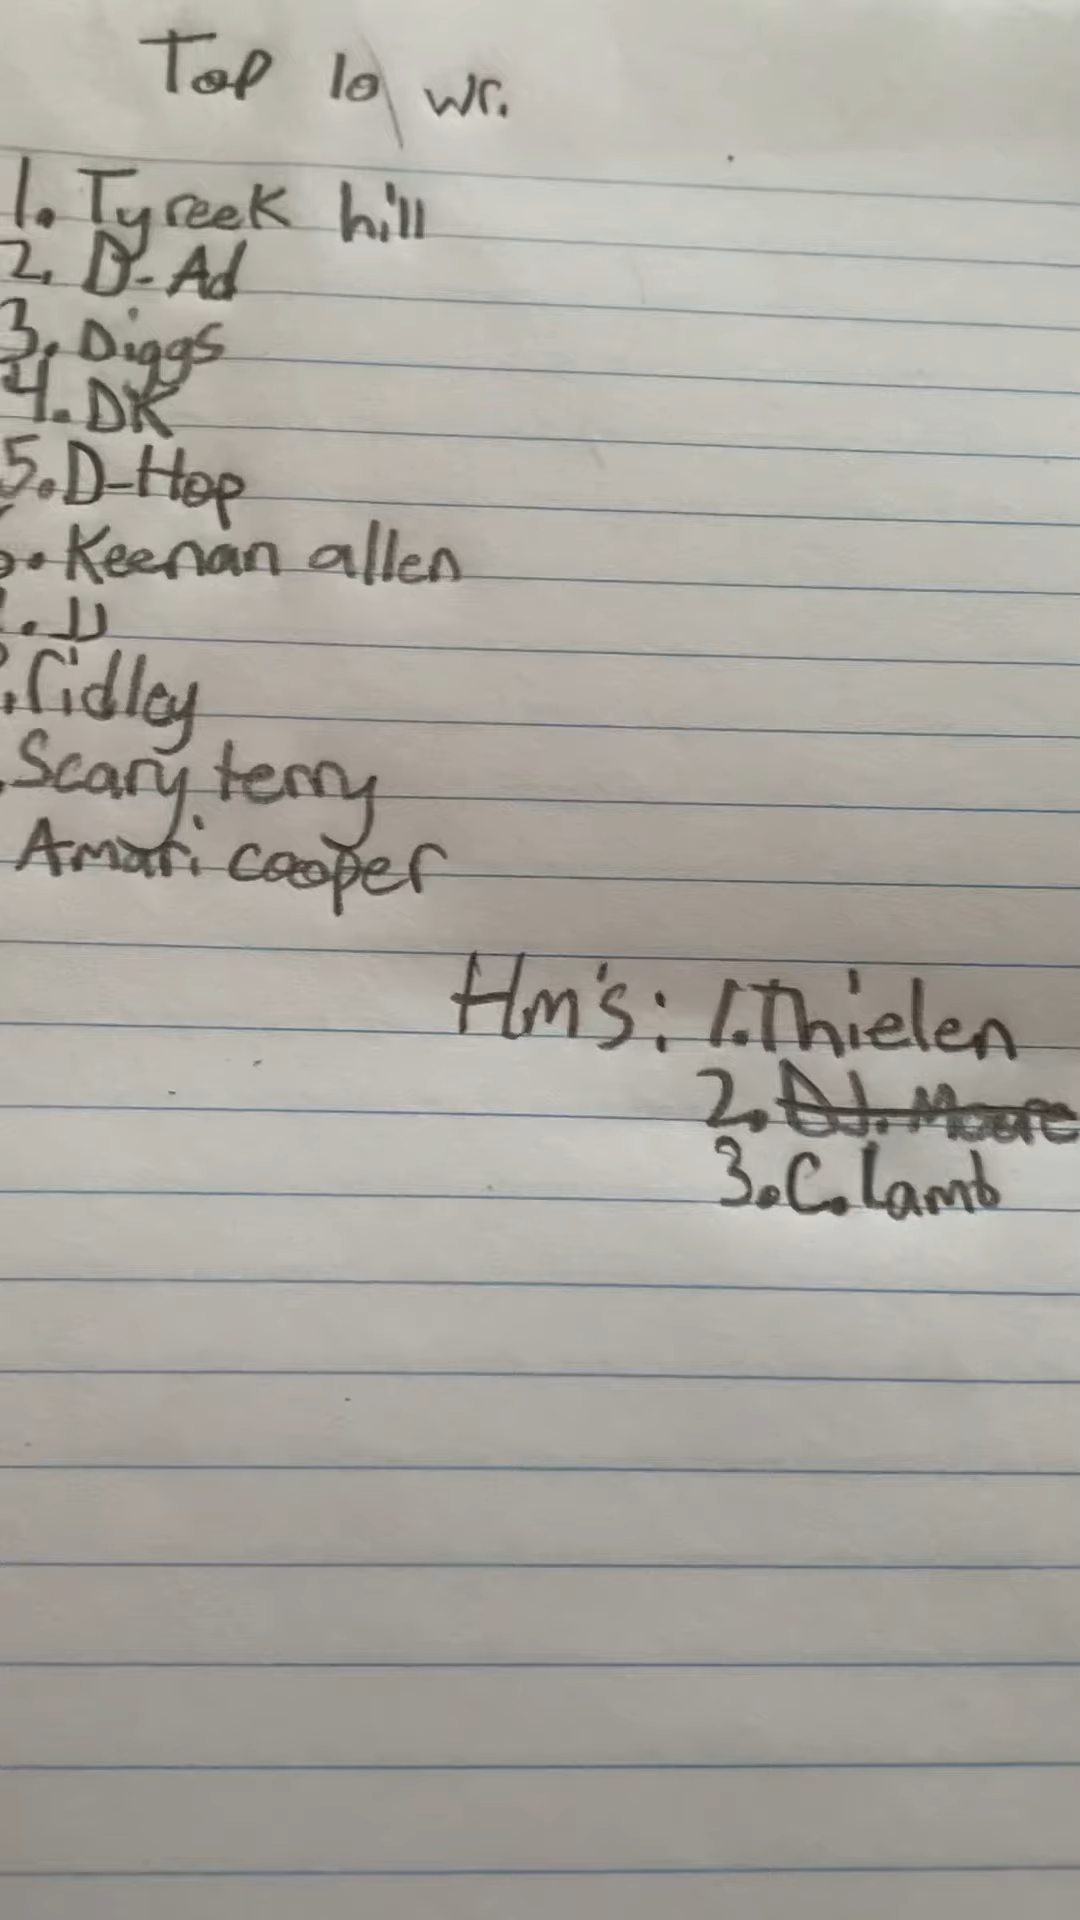 Top 10 wr.
1. Tyreek hill
2. D-Ad
3. Diggs
4. DK
5. D-Hop
. Keenan allen
. JJ
. ridley
. Scary terry
Amari cooper
Hm's: 1. Thielen
2. DJ. Moore
3. C. Lamb